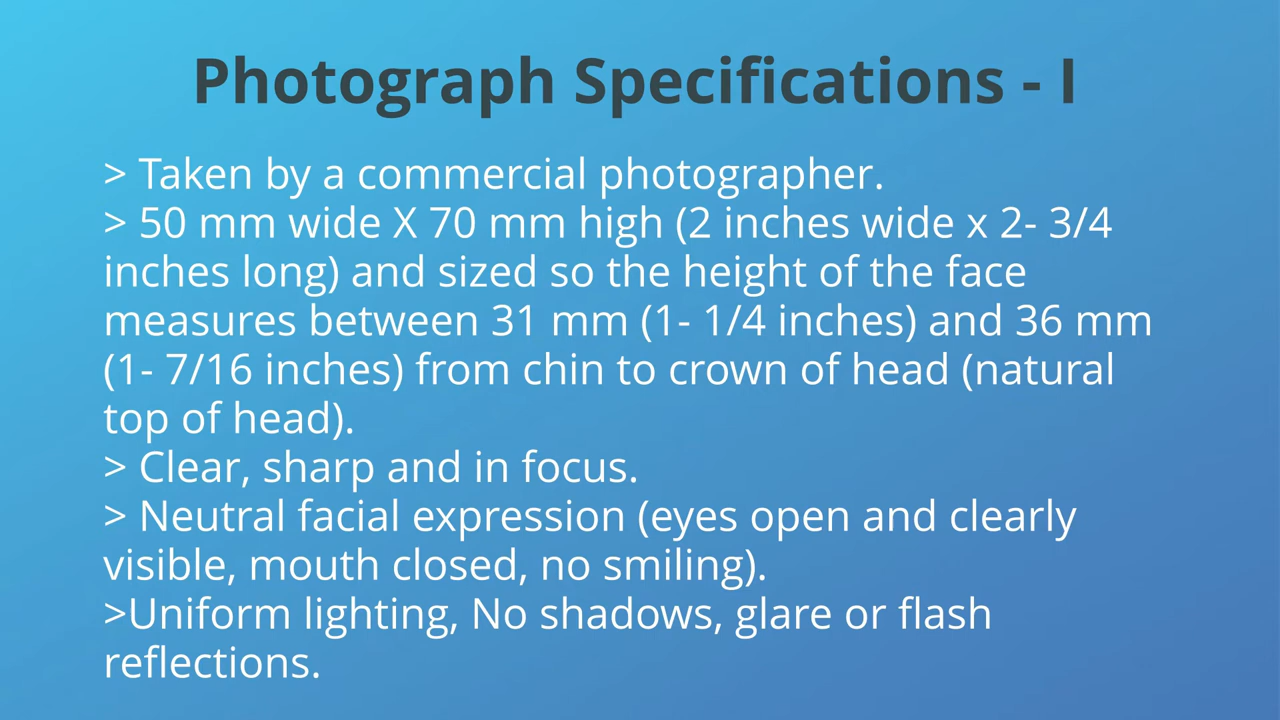 Photograph Specifications - I
> Taken by a commercial photographer.
> 50 mm wide X 70 mm high (2 inches wide x 2- 3/4
inches long) and sized so the height of the face
measures between 31 mm (1- 1/4 inches) and 36 mm
(1- 7/16 inches) from chin to crown of head (natural
top of head).
> Clear, sharp and in focus.
> Neutral facial expression (eyes open and clearly
visible, mouth closed, no smiling).
>Uniform lighting, No shadows, glare or flash
reflections.